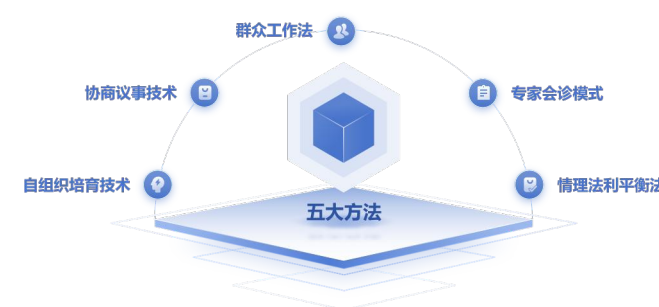 群众工作法
协商议事技术
专家会诊模式
自组织培育技术
情理法利平衡法
五大方法